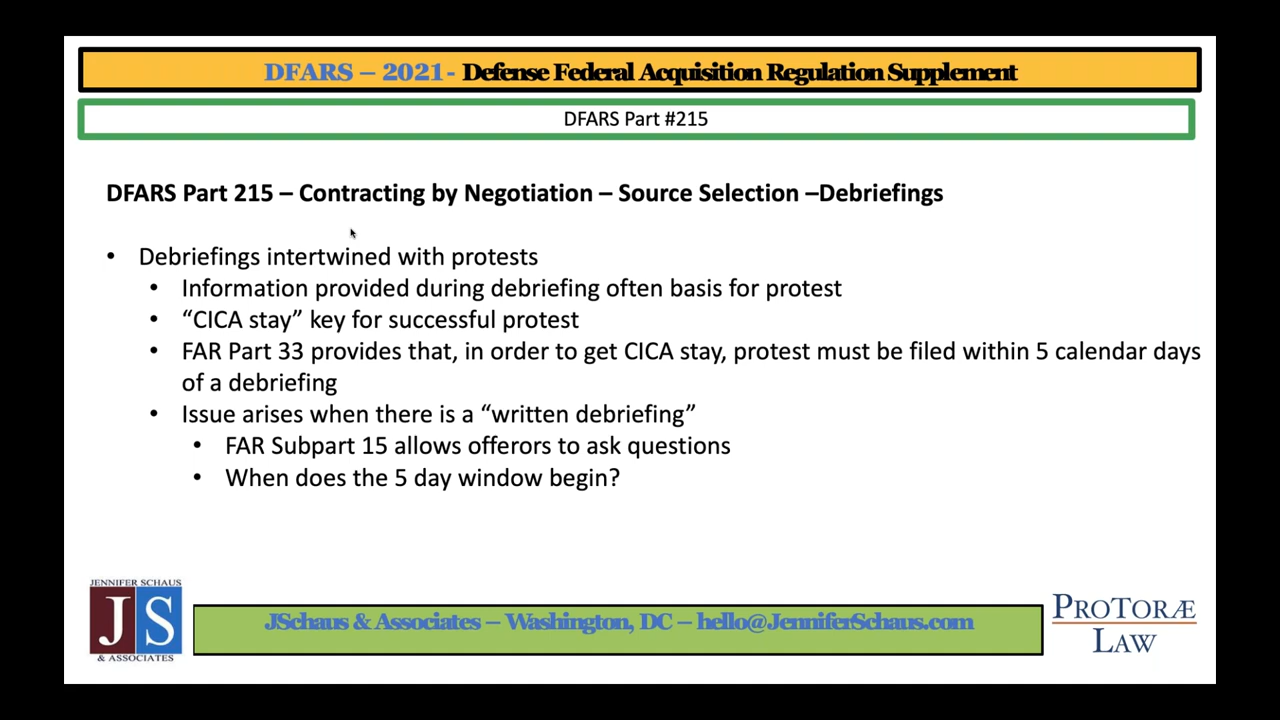 DFARS – 2021 - Defense Federal Acquisition Regulation Supplement
DFARS Part #215
DFARS Part 215 – Contracting by Negotiation – Source Selection –Debriefings
• Debriefings intertwined with protests
• Information provided during debriefing often basis for protest
• “CICA stay” key for successful protest
• FAR Part 33 provides that, in order to get CICA stay, protest must be filed within 5 calendar days
of a debriefing
• Issue arises when there is a “written debriefing”
• FAR Subpart 15 allows offerors to ask questions
• When does the 5 day window begin?
JENNIFER SCHAUS
JS
& ASSOCIATES
JSchaus & Associates – Washington, DC – hello@JenniferSchaus.com
PROTORÆ
LAW